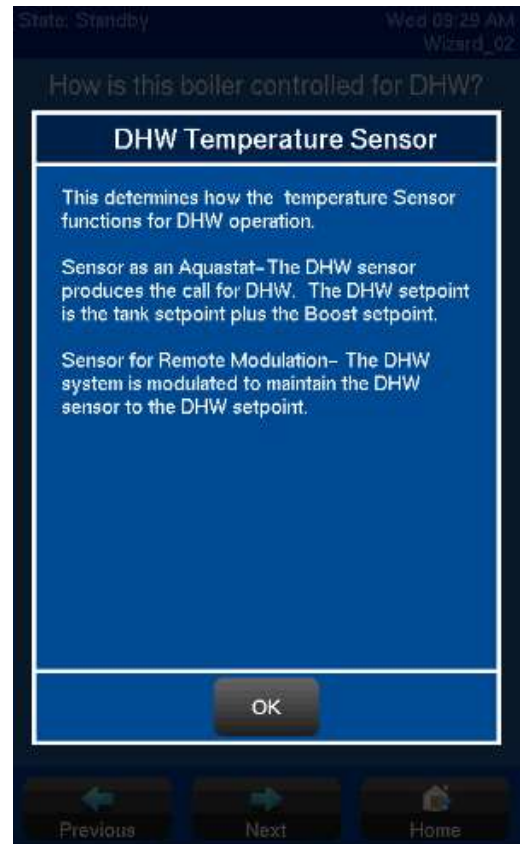 State: Standby
Wed 09:29 AM
Wizard_02
How is this boiler controlled for DHW?
DHW Temperature Sensor
This determines how the temperature Sensor
functions for DHW operation.
Sensor as an Aquastat-The DHW sensor
produces the call for DHW. The DHW setpoint
is the tank setpoint plus the Boost setpoint.
Sensor for Remote Modulation- The DHW
system is modulated to maintain the DHW
sensor to the DHW setpoint.
OK
Previous
Next
Home